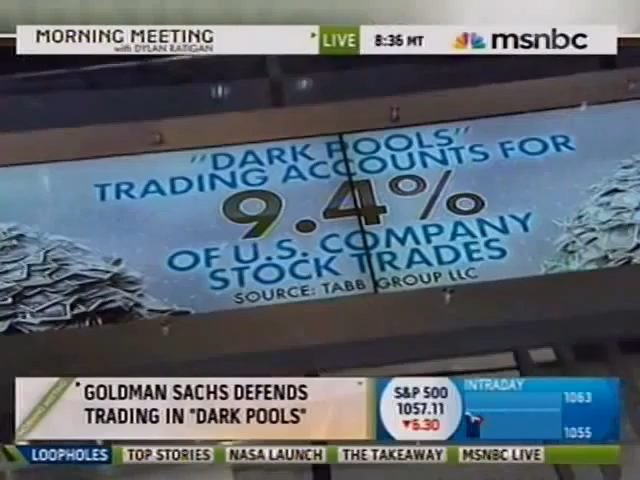 MORNING MEETING
with DYLAN RATIGAN
LIVE
8:36 MT
msnbc
"DARK POOLS"
TRADING ACCOUNTS FOR
9.4%
OF U.S. COMPANY
STOCK TRADES
SOURCE: TABB GROUP LLC
GOLDMAN SACHS DEFENDS
TRADING IN "DARK POOLS"
S&P 500
1057.11
▼6.30
INTRADAY
1063
1055
LOOPHOLES
TOP STORIES
NASA LAUNCH
THE TAKEAWAY
MSNBC LIVE